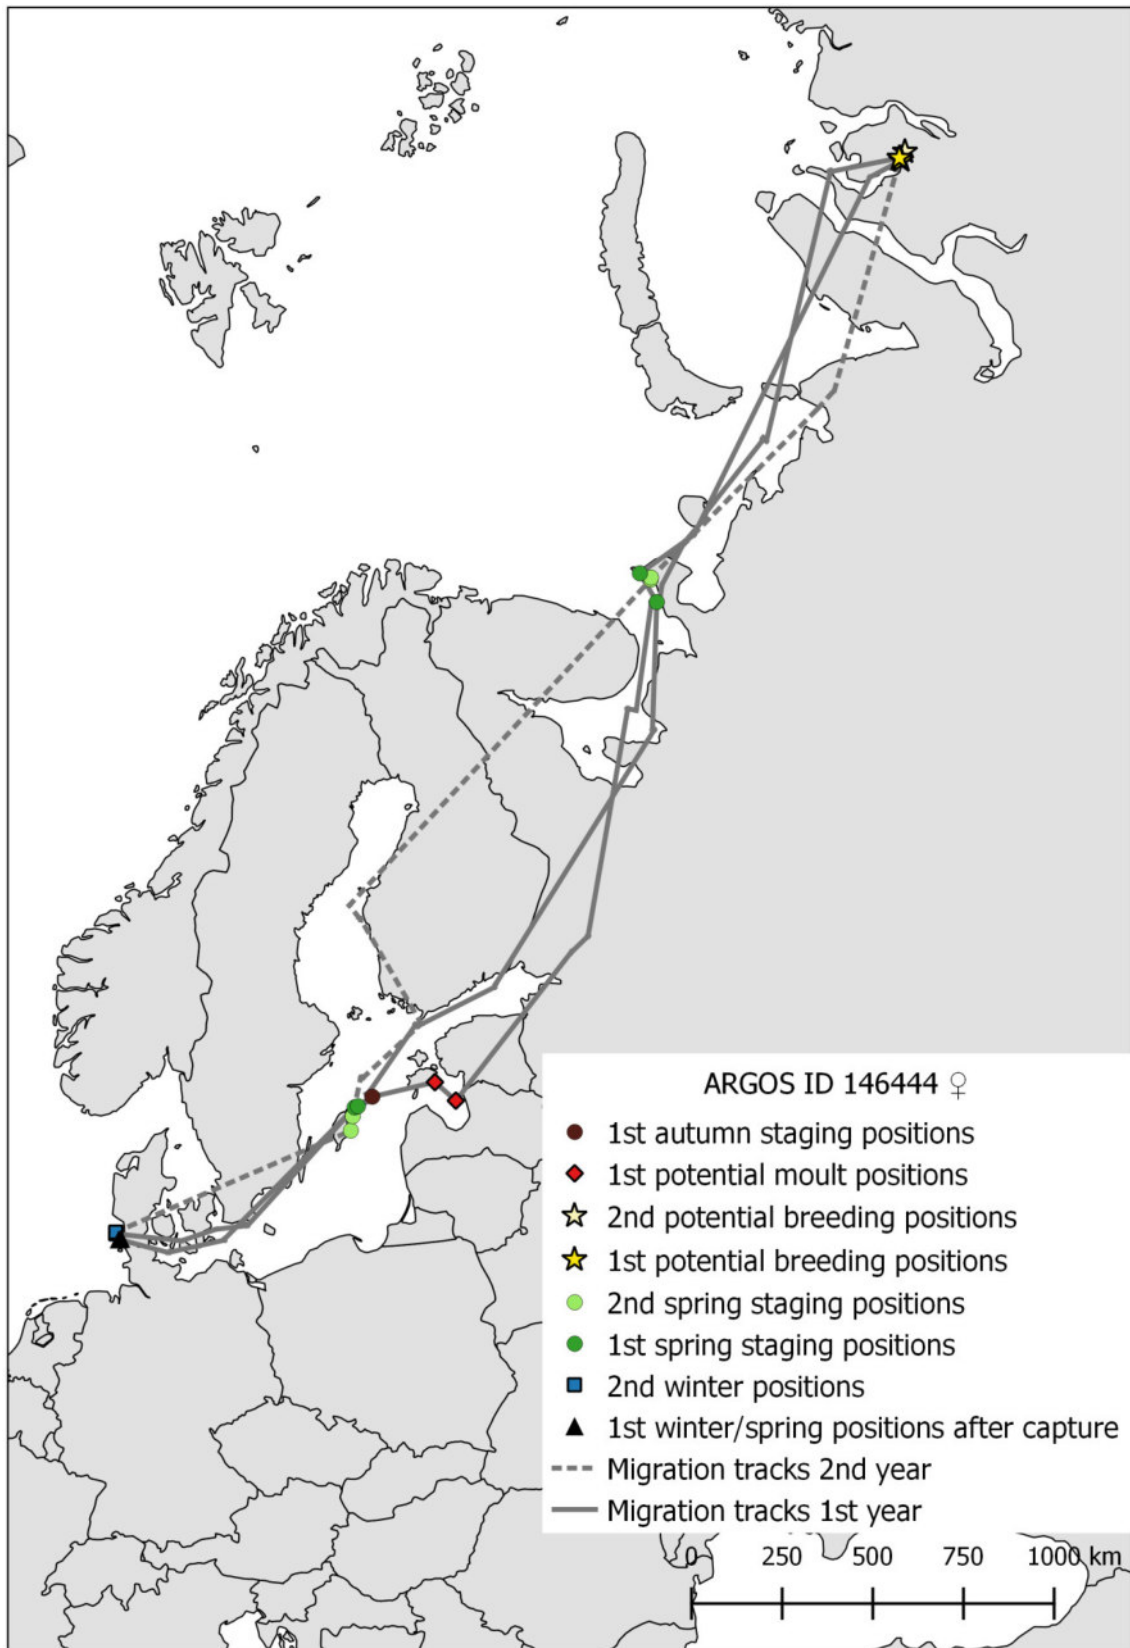 ARGOS ID 146444 ♀
1st autumn staging positions
1st potential moult positions
2nd potential breeding positions
1st potential breeding positions
2nd spring staging positions
1st spring staging positions
2nd winter positions
1st winter/spring positions after capture
Migration tracks 2nd year
Migration tracks 1st year
0 250 500 750 1000 km